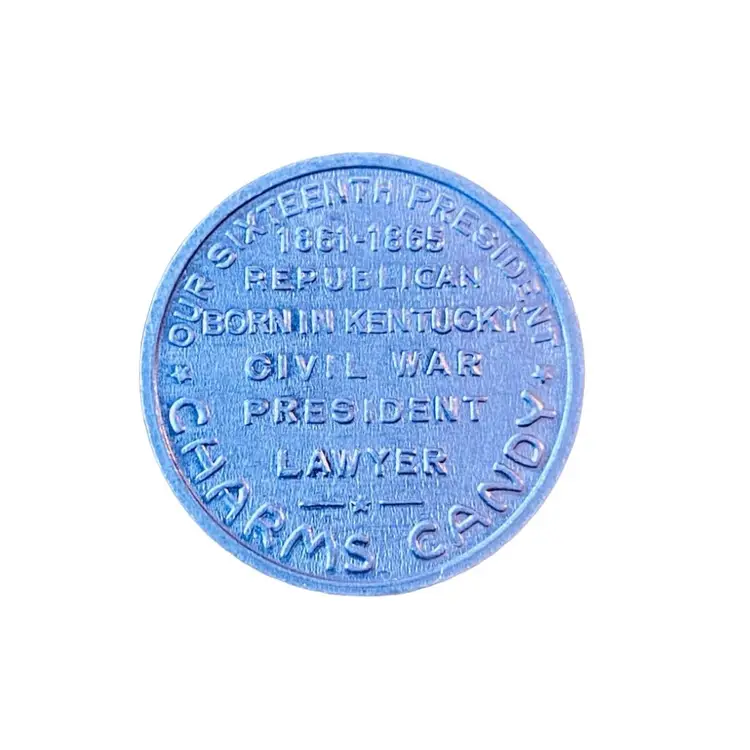 OUR SIXTEENTH PRESIDENT
1861-1865
REPUBLICAN
BORN IN KENTUCKY
CIVIL WAR
PRESIDENT
LAWYER
CHARMS CANDY